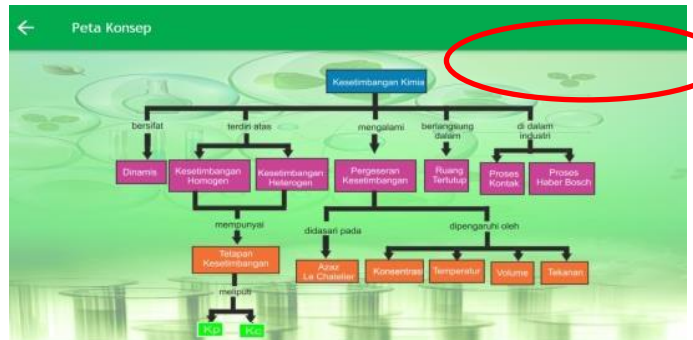 Peta Konsep
Kesetimbangan Kimia
bersifat
terdiri atas
mengalami
berlangsung
dalam
di dalam
industri
Dinamis
Kesetimbangan
Homogen
Kesetimbangan
Heterogen
Pergeseran
Kesetimbangan
Ruang
Tertutup
Proses
Kontak
Proses
Haber Bosch
mempunyai
didasari pada
dipengaruhi oleh
Tetapan
Kesetimbangan
Azaz
La Chatelier
Konsentrasi
Temperatur
Volume
Tekanan
meliputi
Kp
Kc